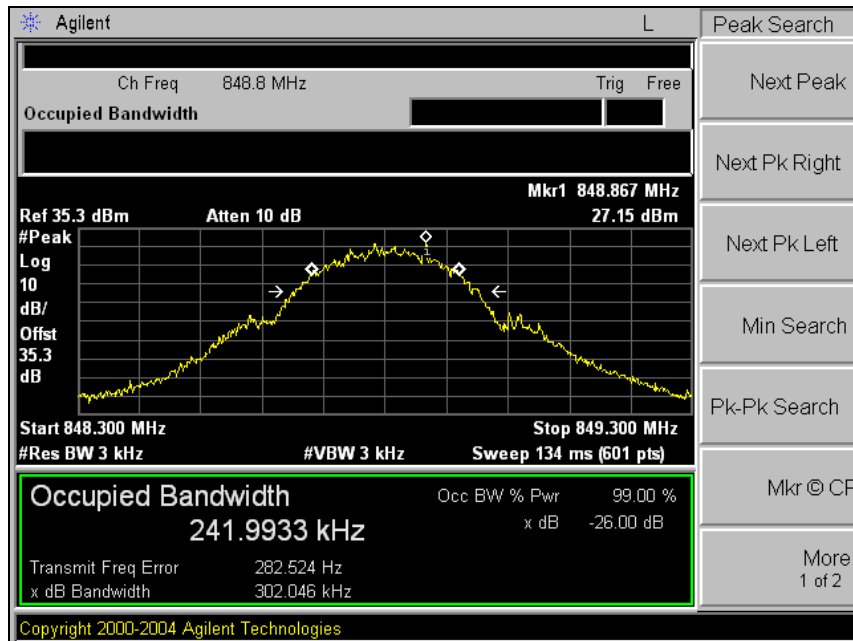 Agilent L Peak Search
Ch Freq 848.8 MHz Trig Free
Occupied Bandwidth
Mkr1 848.867 MHz
Ref 35.3 dBm Atten 10 dB 27.15 dBm
#Peak
Log
10
dB/
Offst
35.3
dB
1
Start 848.300 MHz Stop 849.300 MHz
#Res BW 3 kHz #VBW 3 kHz Sweep 134 ms (601 pts)
Occupied Bandwidth
241.9933 kHz
Occ BW % Pwr 99.00 %
x dB -26.00 dB
Transmit Freq Error 282.524 Hz
x dB Bandwidth 302.046 kHz
Copyright 2000-2004 Agilent Technologies
Next Peak
Next Pk Right
Next Pk Left
Min Search
Pk-Pk Search
Mkr © CF
More
1 of 2